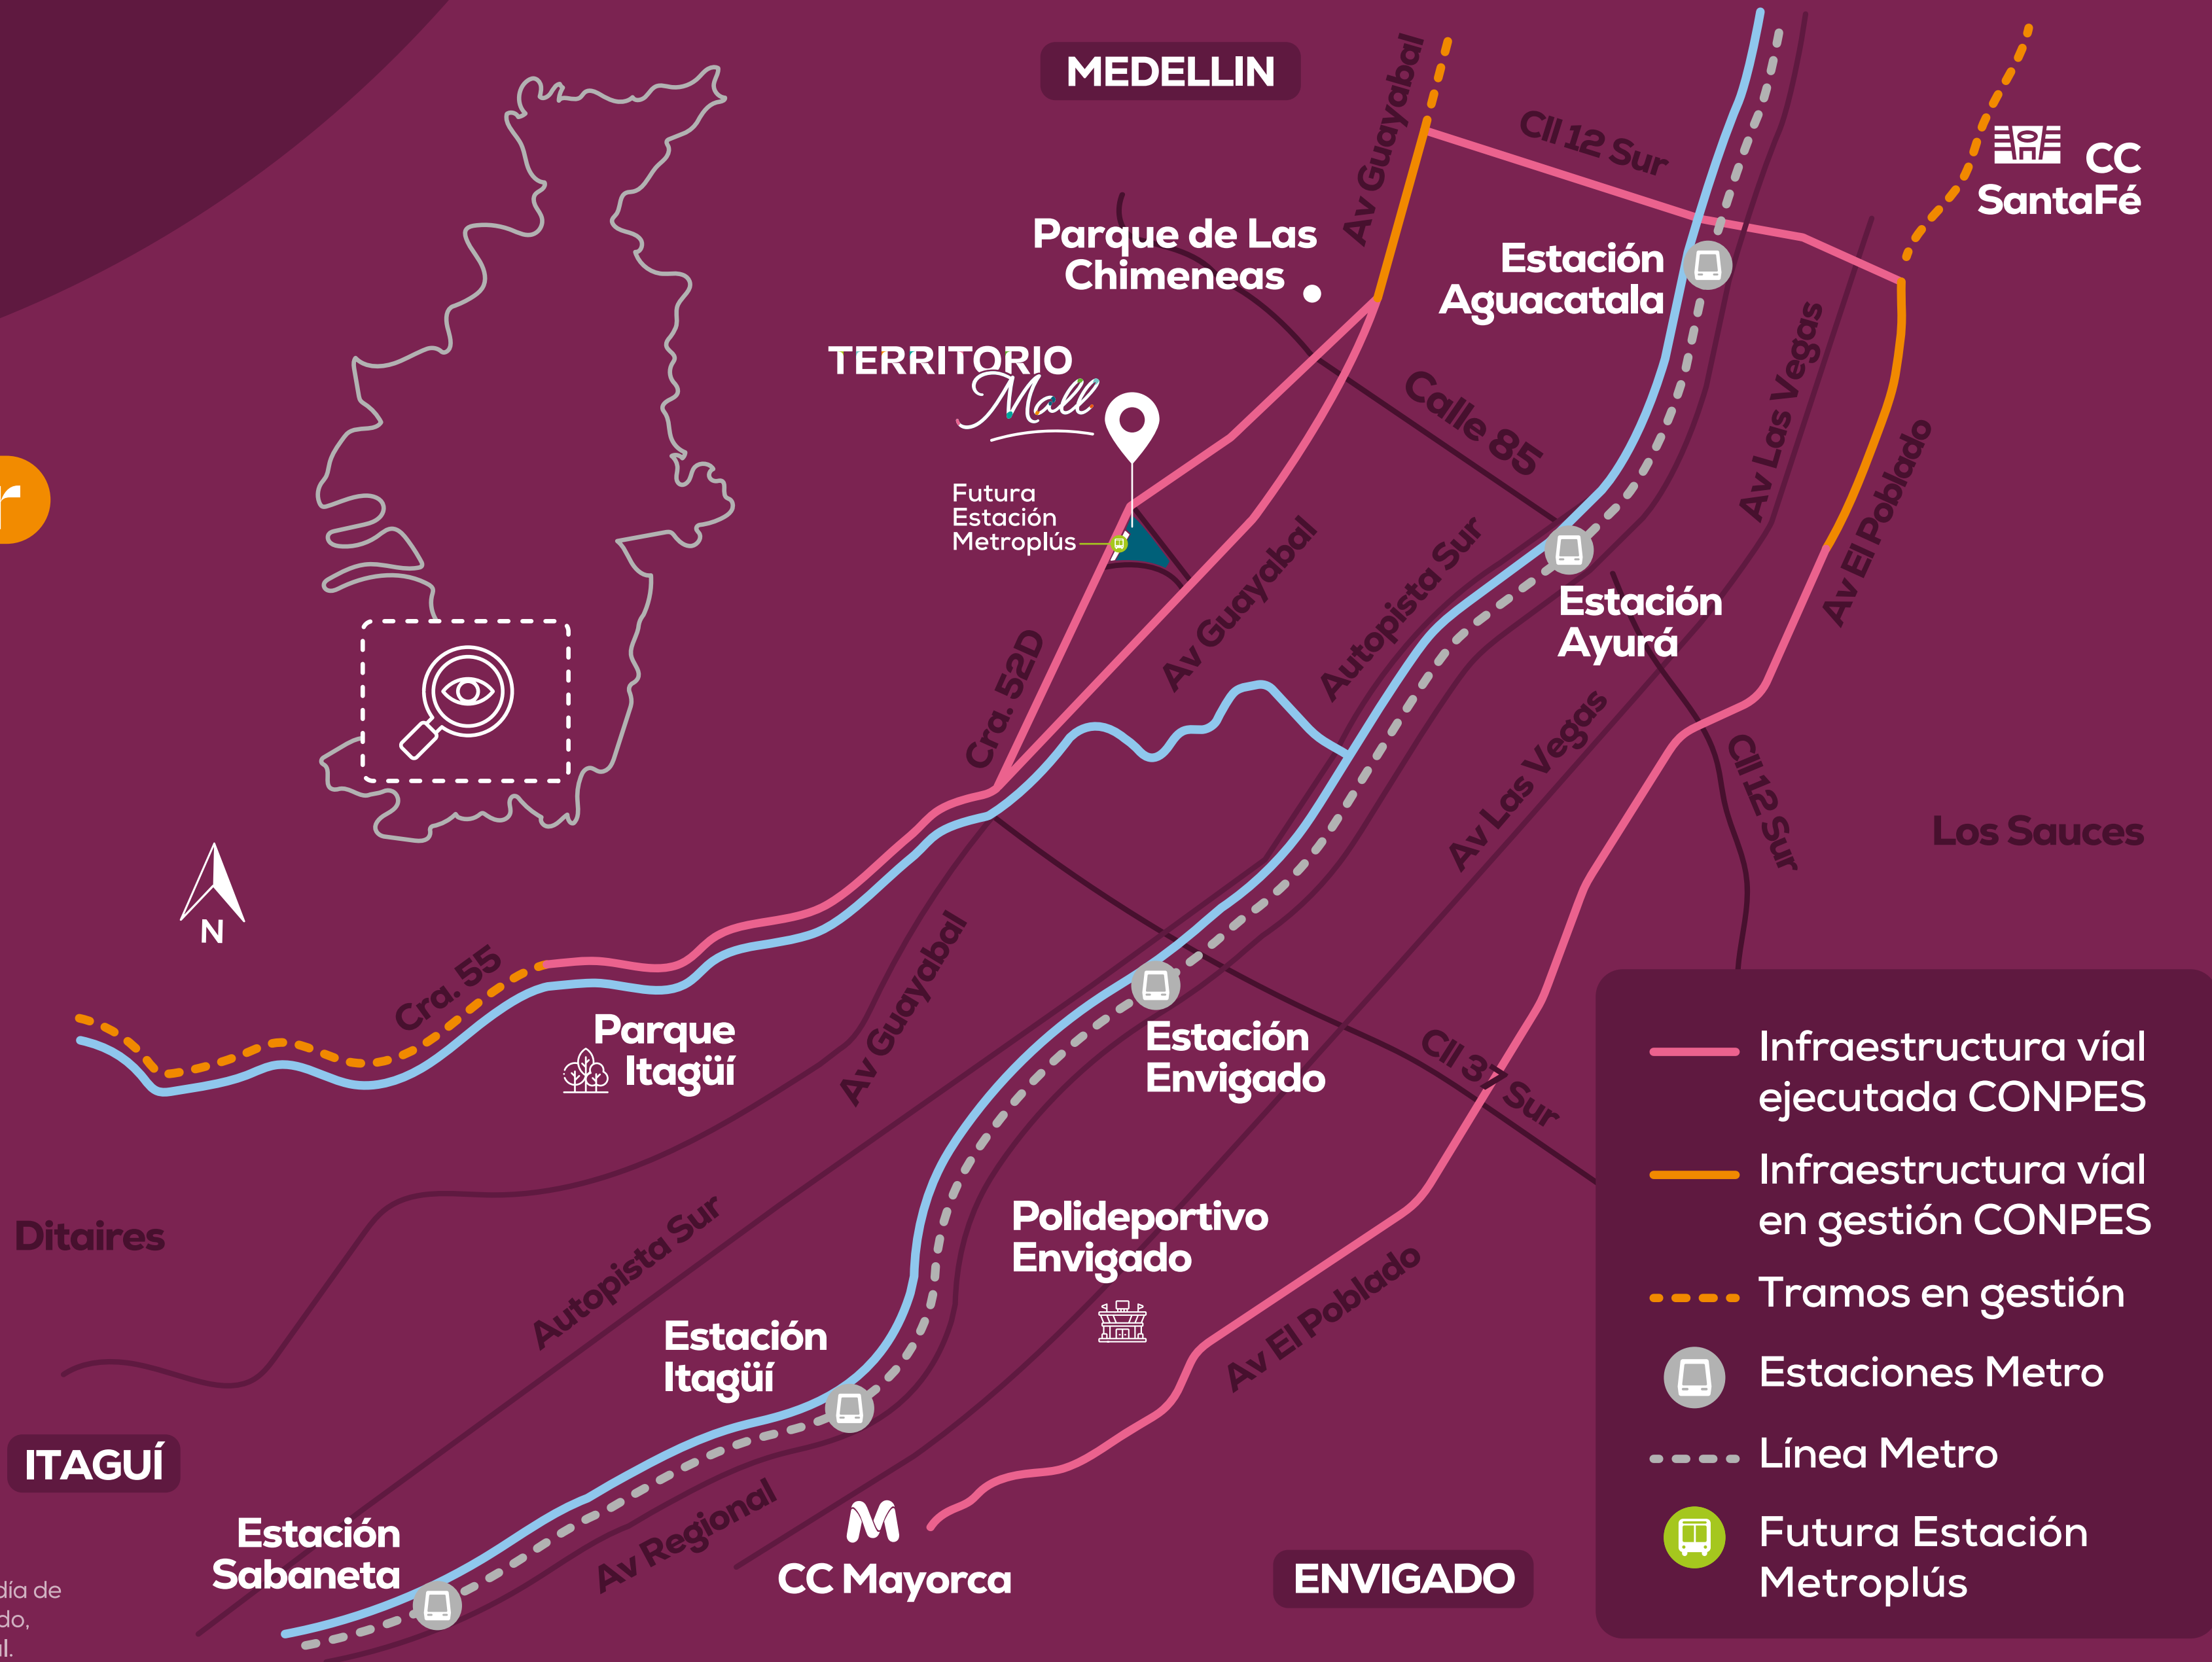 MEDELLIN
Av Guayabal
Cll 12 Sur
CC
SantaFé
Parque de Las
Chimeneas
Estación
Aguacatala
TERRITORIO
Mall
Calle 85
Av Las Vegas
Av El Poblado
r
Futura
Estación
Metroplús
Av Guayabal
Autopista Sur
Estación
Ayurá
Cra. 52D
Av Las Vegas
Cll 12 Sur
Los Sauces
N
Cra. 55
Av Guayabal
Parque
Itagüí
Estación
Envigado
Cll 37 Sur
Ditaires
Autopista Sur
Polideportivo
Envigado
Av El Poblado
Estación
Itagüí
ITAGUÍ
Estación
Sabaneta
Av Regional
CC Mayorca
ENVIGADO
Infraestructura víal
ejecutada CONPES
Infraestructura víal
en gestión CONPES
Tramos en gestión
Estaciones Metro
Línea Metro
Futura Estación
Metroplús
día de
do,
l.